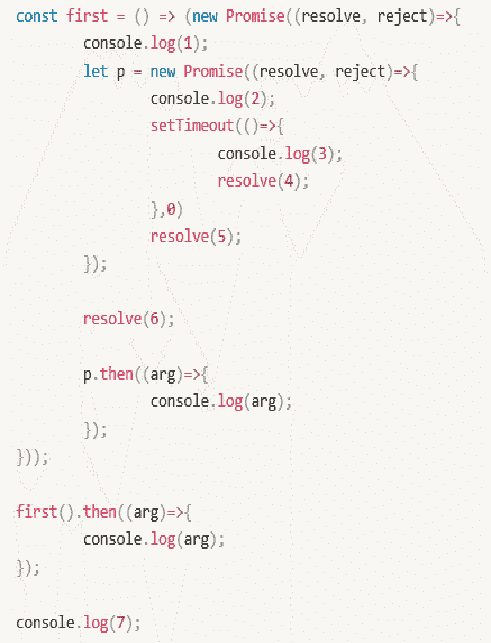 const first = () => (new Promise((resolve, reject)=>{
        console.log(1);
        let p = new Promise((resolve, reject)=>{
                console.log(2);
                setTimeout(()=>{
                        console.log(3);
                        resolve(4);
                },0)
                resolve(5);
        });

        resolve(6);

        p.then((arg)=>{
                console.log(arg);
        });
}));

first().then((arg)=>{
        console.log(arg);
});

console.log(7);